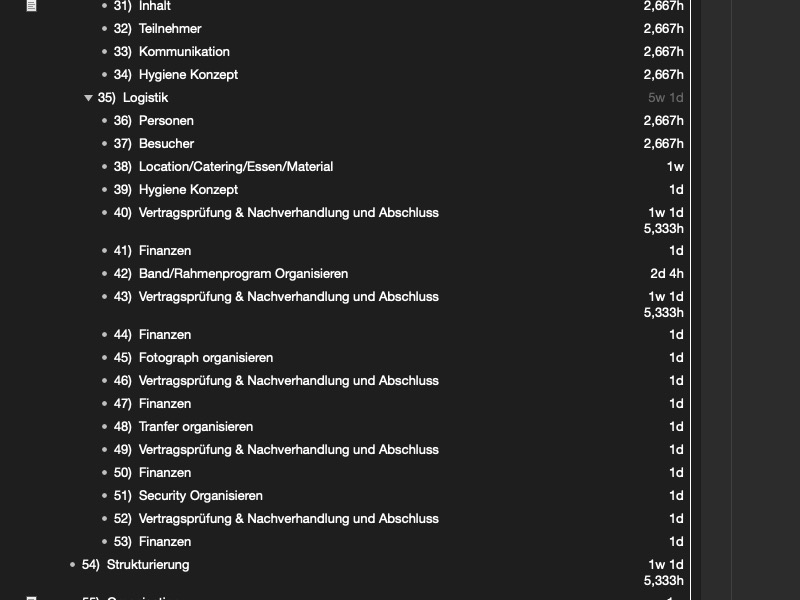 31) Inhalt 2,667h
32) Teilnehmer 2,667h
33) Kommunikation 2,667h
34) Hygiene Konzept 2,667h
35) Logistik 5w 1d
36) Personen 2,667h
37) Besucher 2,667h
38) Location/Catering/Essen/Material 1w
39) Hygiene Konzept 1d
40) Vertragsprüfung & Nachverhandlung und Abschluss 1w 1d
5,333h
41) Finanzen 1d
42) Band/Rahmenprogram Organisieren 2d 4h
43) Vertragsprüfung & Nachverhandlung und Abschluss 1w 1d
5,333h
44) Finanzen 1d
45) Fotograph organisieren 1d
46) Vertragsprüfung & Nachverhandlung und Abschluss 1d
47) Finanzen 1d
48) Tranfer organisieren 1d
49) Vertragsprüfung & Nachverhandlung und Abschluss 1d
50) Finanzen 1d
51) Security Organisieren 1d
52) Vertragsprüfung & Nachverhandlung und Abschluss 1d
53) Finanzen 1d
54) Strukturierung 1w 1d
5,333h